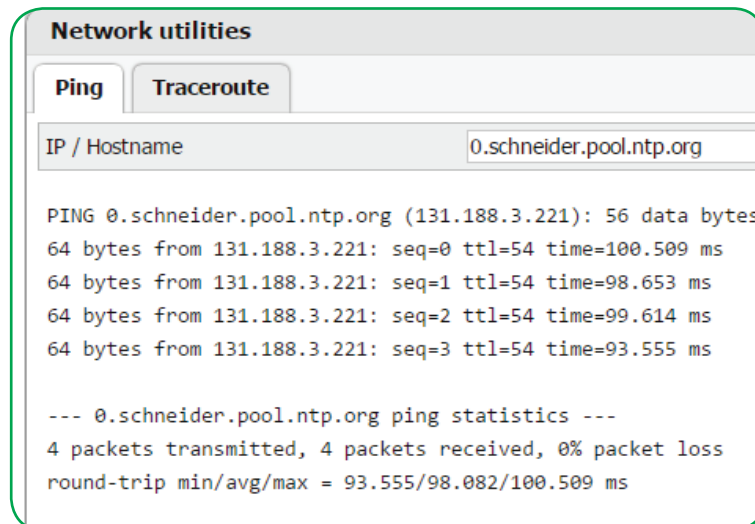 Network utilities
Ping Traceroute
IP / Hostname 0.schneider.pool.ntp.org
PING 0.schneider.pool.ntp.org (131.188.3.221): 56 data bytes
64 bytes from 131.188.3.221: seq=0 ttl=54 time=100.509 ms
64 bytes from 131.188.3.221: seq=1 ttl=54 time=98.653 ms
64 bytes from 131.188.3.221: seq=2 ttl=54 time=99.614 ms
64 bytes from 131.188.3.221: seq=3 ttl=54 time=93.555 ms
--- 0.schneider.pool.ntp.org ping statistics ---
4 packets transmitted, 4 packets received, 0% packet loss
round-trip min/avg/max = 93.555/98.082/100.509 ms